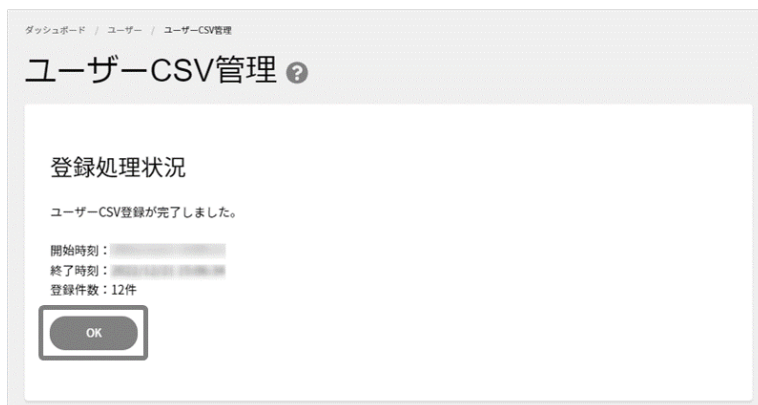 ダッシュボード / ユーザー / ユーザーCSV管理
ユーザーCSV管理 ?
登録処理状況
ユーザーCSV登録が完了しました。
開始時刻：
終了時刻：
登録件数：12件
OK